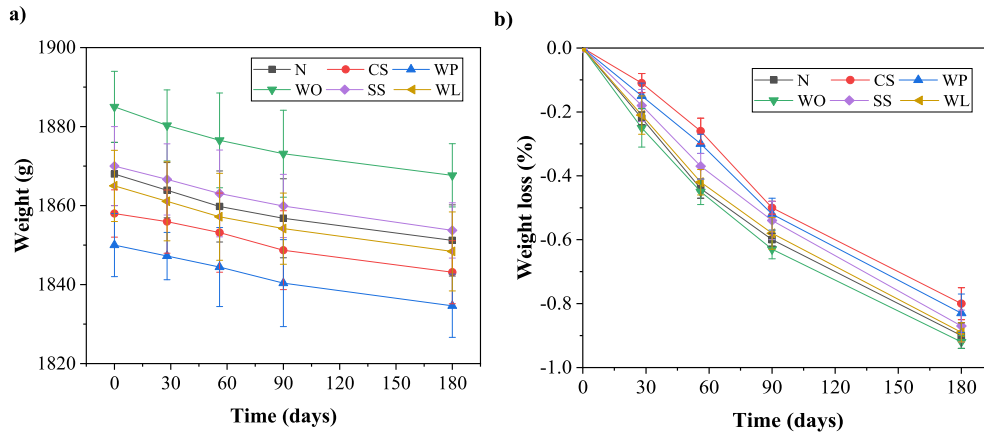 a)
N CS WP
WO SS WL
1900
1880
1860
1840
1820
Weight (g)
0 30 60 90 120 150 180
Time (days)
b)
N CS WP
WO SS WL
0.0
-0.2
-0.4
-0.6
-0.8
-1.0
Weight loss (%)
0 30 60 90 120 150 180
Time (days)